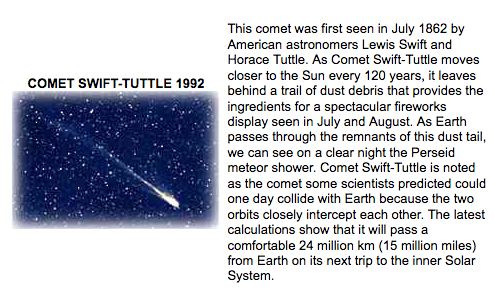 COMET SWIFT-TUTTLE 1992
This comet was first seen in July 1862 by
American astronomers Lewis Swift and
Horace Tuttle. As Comet Swift-Tuttle moves
closer to the Sun every 120 years, it leaves
behind a trail of dust debris that provides the
ingredients for a spectacular fireworks
display seen in July and August. As Earth
passes through the remnants of this dust tail,
we can see on a clear night the Perseid
meteor shower. Comet Swift-Tuttle is noted
as the comet some scientists predicted could
one day collide with Earth because the two
orbits closely intercept each other. The latest
calculations show that it will pass a
comfortable 24 million km (15 million miles)
from Earth on its next trip to the inner Solar
System.